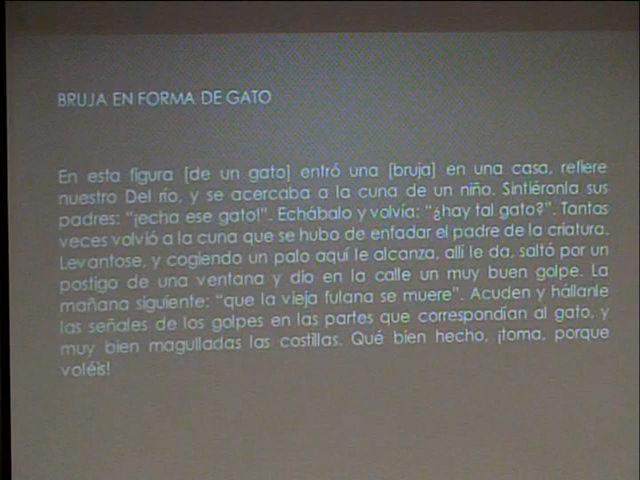 BRUJA EN FORMA DE GATO
En esta figura [de un gato] entró una [bruja] en una casa, refiere
nuestro Del río, y se acercaba a la cuna de un niño. Sintiéronla sus
padres: "¡echa ese gato!". Echábalo y volvía: "¿hay tal gato?". Tantas
veces volvió a la cuna que se hubo de enfadar el padre de la criatura.
Levantose, y cogiendo un palo aquí le alcanza, allí le da, saltó por un
postigo de una ventana y dio en la calle un muy buen golpe. La
mañana siguiente: "que la vieja fulana se muere". Acuden y hállanle
las señales de los golpes en las partes que correspondían al gato, y
muy bien magulladas las costillas. Qué bien hecho, ¡toma, porque
voléis!